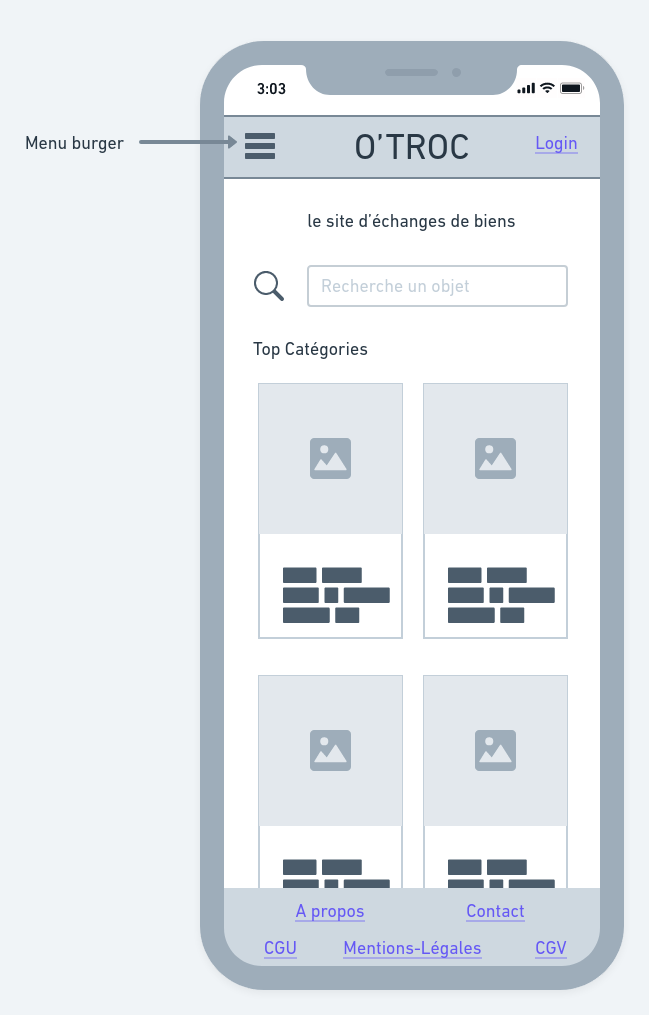 3:03
Menu burger
O'TROC
Login
le site d'échanges de biens
Recherche un objet
Top Catégories
A propos
Contact
CGU
Mentions-Légales
CGV